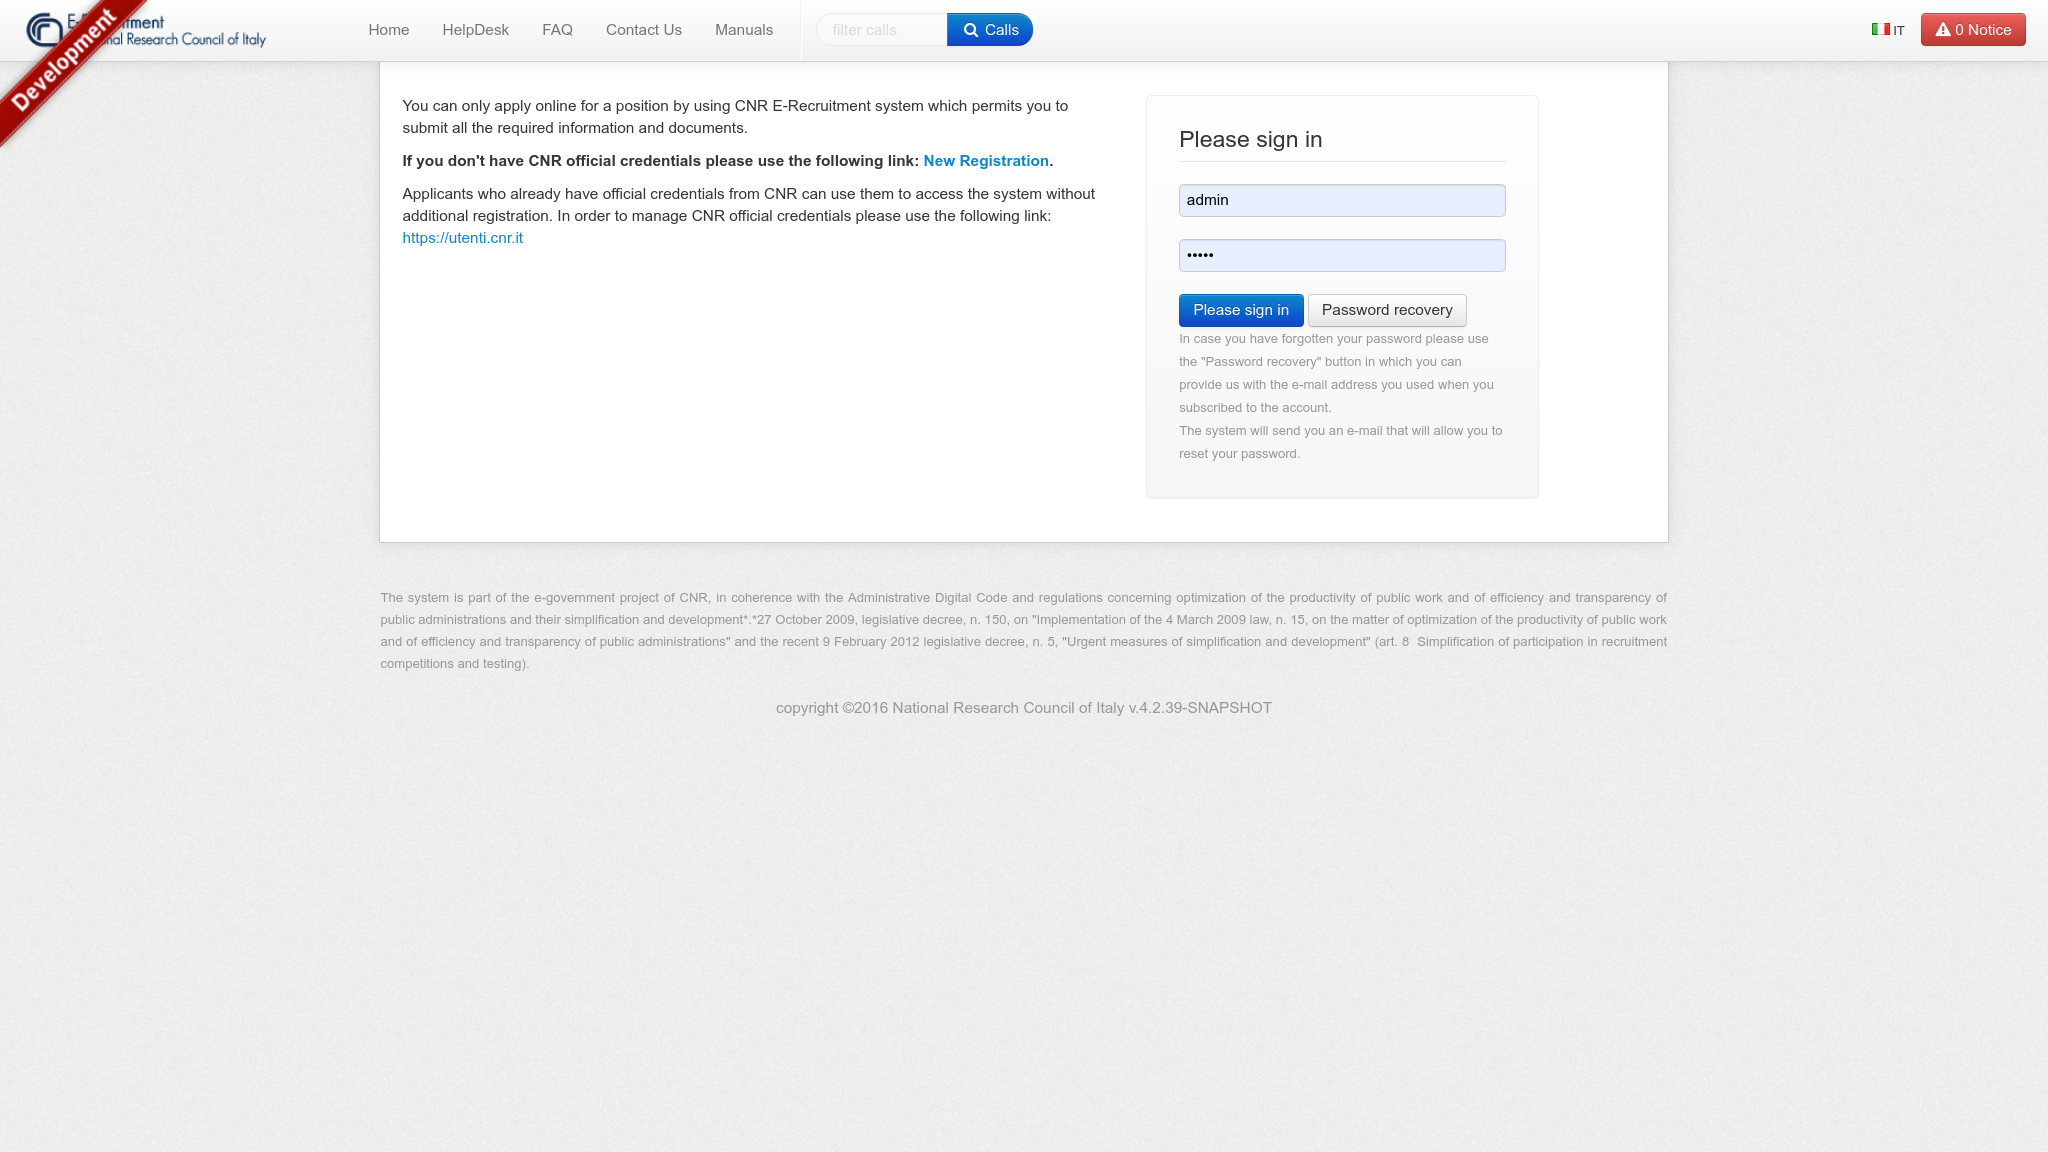 Development
Research Council of Italy
Home HelpDesk FAQ Contact Us Manuals filter calls Calls IT 0 Notice
You can only apply online for a position by using CNR E-Recruitment system which permits you to
submit all the required information and documents.
If you don't have CNR official credentials please use the following link: New Registration.
Applicants who already have official credentials from CNR can use them to access the system without
additional registration. In order to manage CNR official credentials please use the following link:
https://utenti.cnr.it
Please sign in
admin
•••••
Please sign in Password recovery
In case you have forgotten your password please use
the "Password recovery" button in which you can
provide us with the e-mail address you used when you
subscribed to the account.
The system will send you an e-mail that will allow you to
reset your password.
The system is part of the e-government project of CNR, in coherence with the Administrative Digital Code and regulations concerning optimization of the productivity of public work and of efficiency and transparency of
public administrations and their simplification and development*.*27 October 2009, legislative decree, n. 150, on "Implementation of the 4 March 2009 law, n. 15, on the matter of optimization of the productivity of public work
and of efficiency and transparency of public administrations" and the recent 9 February 2012 legislative decree, n. 5, "Urgent measures of simplification and development" (art. 8 Simplification of participation in recruitment
competitions and testing).
copyright ©2016 National Research Council of Italy v.4.2.39-SNAPSHOT